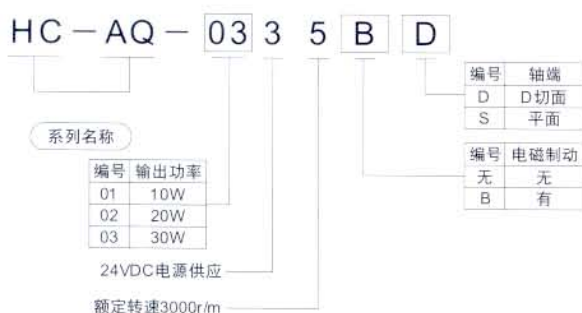 HC－AQ－03 3 5 B D
编号 轴端
D D切面
S 平面
系列名称
编号 电磁制动
无 无
B 有
编号 输出功率
01 10W
02 20W
03 30W
24VDC电源供应
额定转速3000r/m